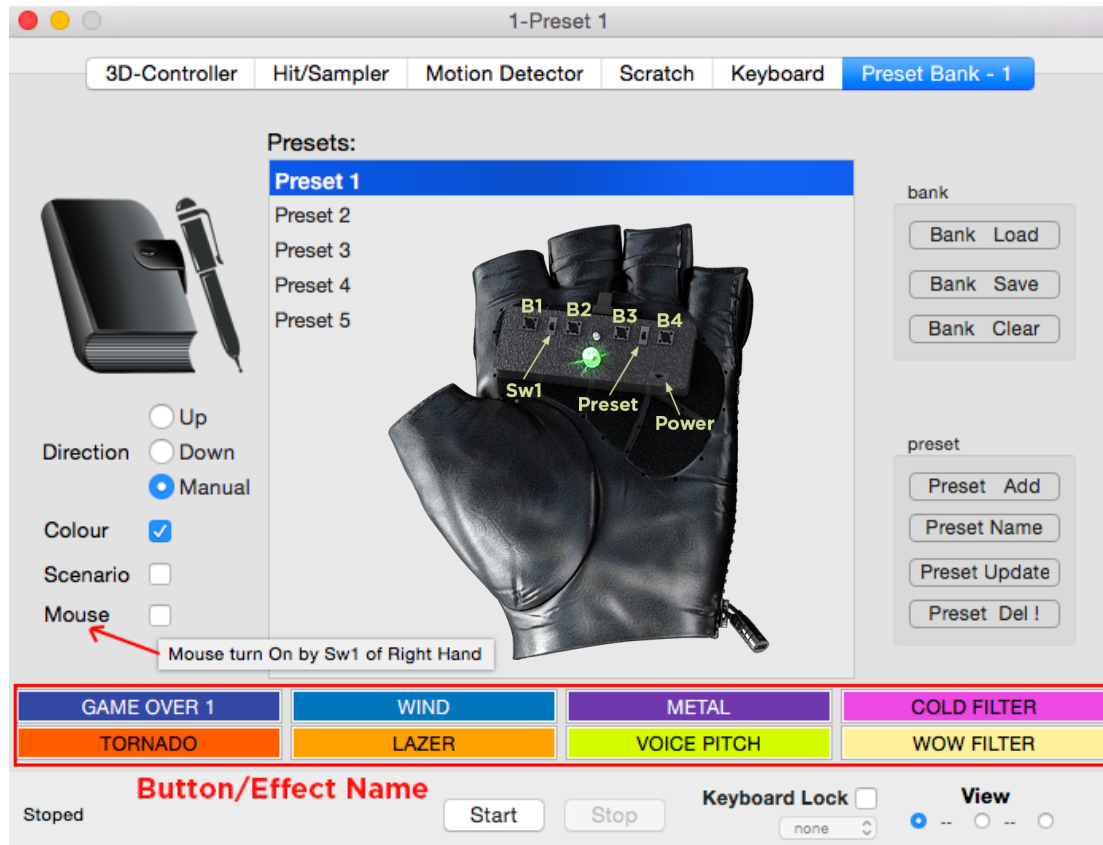 1-Preset 1
3D-Controller Hit/Sampler Motion Detector Scratch Keyboard Preset Bank - 1
Presets:
Preset 1
Preset 2
Preset 3
Preset 4
Preset 5
B1 B2 B3 B4
Sw1
Preset
Power
Direction
Up
Down
Manual
Colour
Scenario
Mouse
Mouse turn On by Sw1 of Right Hand
bank
Bank Load
Bank Save
Bank Clear
preset
Preset Add
Preset Name
Preset Update
Preset Del !
GAME OVER 1 WIND METAL COLD FILTER
TORNADO LAZER VOICE PITCH WOW FILTER
Button/Effect Name
Stoped
Start
Stop
Keyboard Lock
none
View
-- --